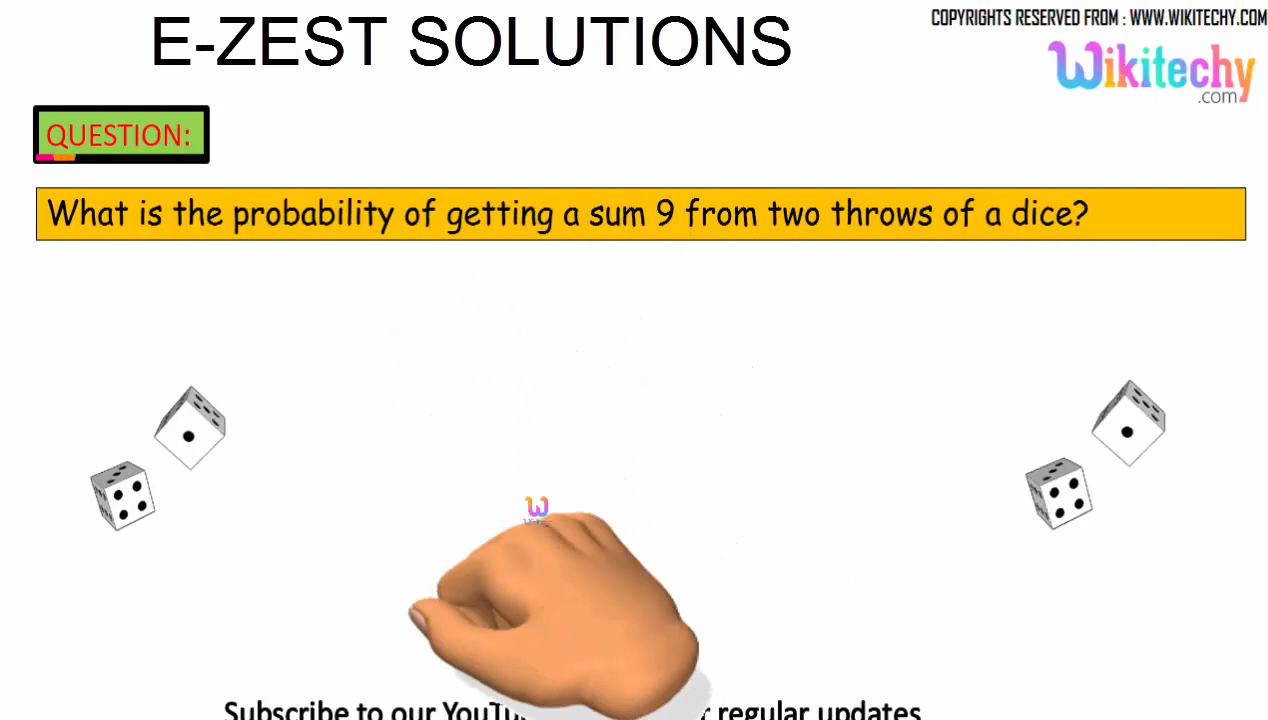 E-ZEST SOLUTIONS
COPYRIGHTS RESERVED FROM : WWW.WIKITECHY.COM
Wikitechy
.com
QUESTION:
What is the probability of getting a sum 9 from two throws of a dice?
W
Subscribe to our regular updates